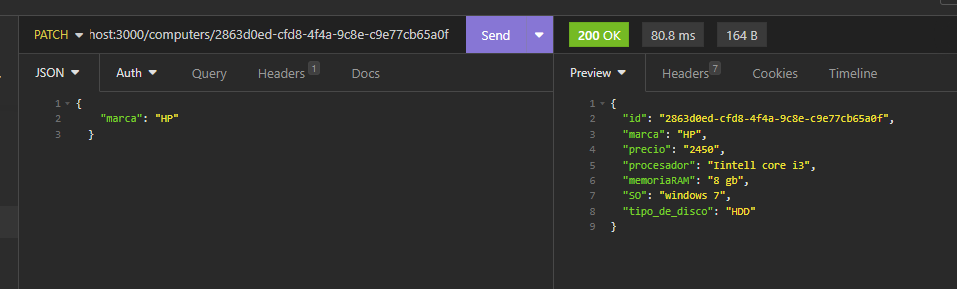 PATCH host:3000/computers/2863d0ed-cfd8-4f4a-9c8e-c9e77cb65a0f Send
200 OK 80.8 ms 164 B
JSON Auth Query Headers 1 Docs
1 {
2 "marca": "HP"
3 }
Preview Headers 7 Cookies Timeline
1 {
2 "id": "2863d0ed-cfd8-4f4a-9c8e-c9e77cb65a0f",
3 "marca": "HP",
4 "precio": "2450",
5 "procesador": "Iintell core i3",
6 "memoriaRAM": "8 gb",
7 "SO": "windows 7",
8 "tipo_de_disco": "HDD"
9 }